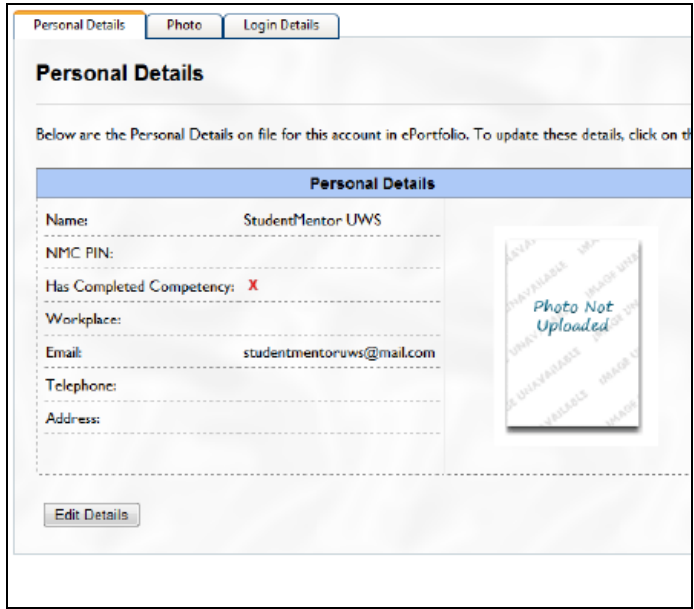 Personal Details Photo Login Details
Personal Details
Below are the Personal Details on file for this account in ePortfolio. To update these details, click on
Personal Details
Name: StudentMentor UWS
NMC PIN:
Has Completed Competency: X
Workplace:
Email: studentmentoruws@mail.com
Telephone:
Address:
Photo Not
Uploaded
Edit Details